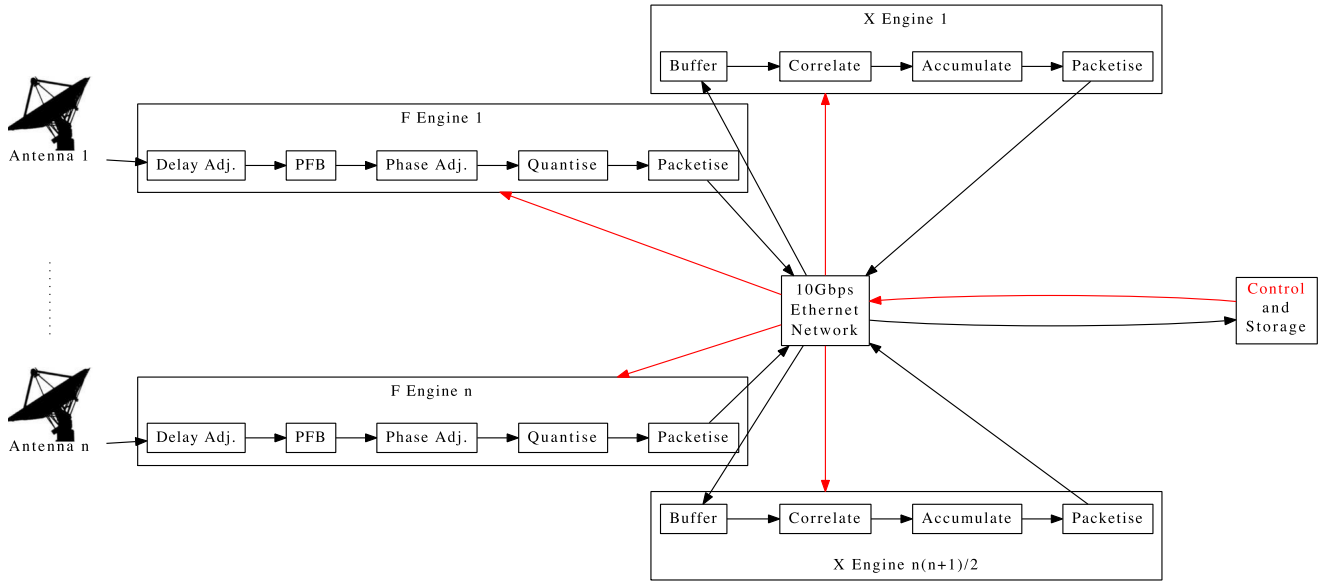 X Engine 1
Buffer
Correlate
Accumulate
Packetise
F Engine 1
Antenna 1
Delay Adj.
PFB
Phase Adj.
Quantise
Packetise
10Gbps
Ethernet
Network
Control
and
Storage
F Engine n
Antenna n
Delay Adj.
PFB
Phase Adj.
Quantise
Packetise
Buffer
Correlate
Accumulate
Packetise
X Engine n(n+1)/2